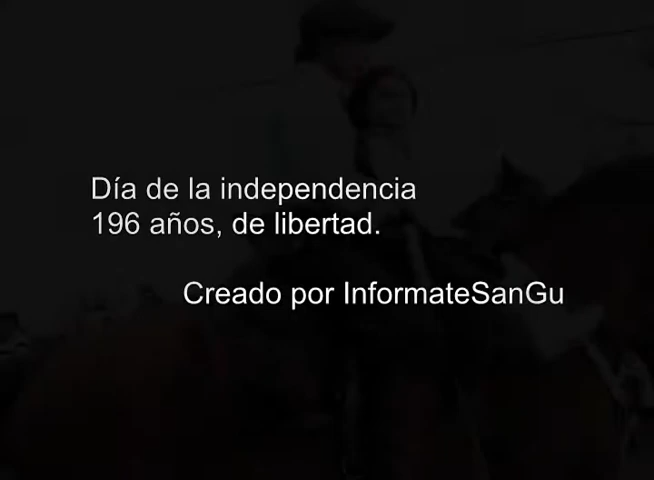 Día de la independencia
196 años, de libertad.
Creado por InformateSanGu